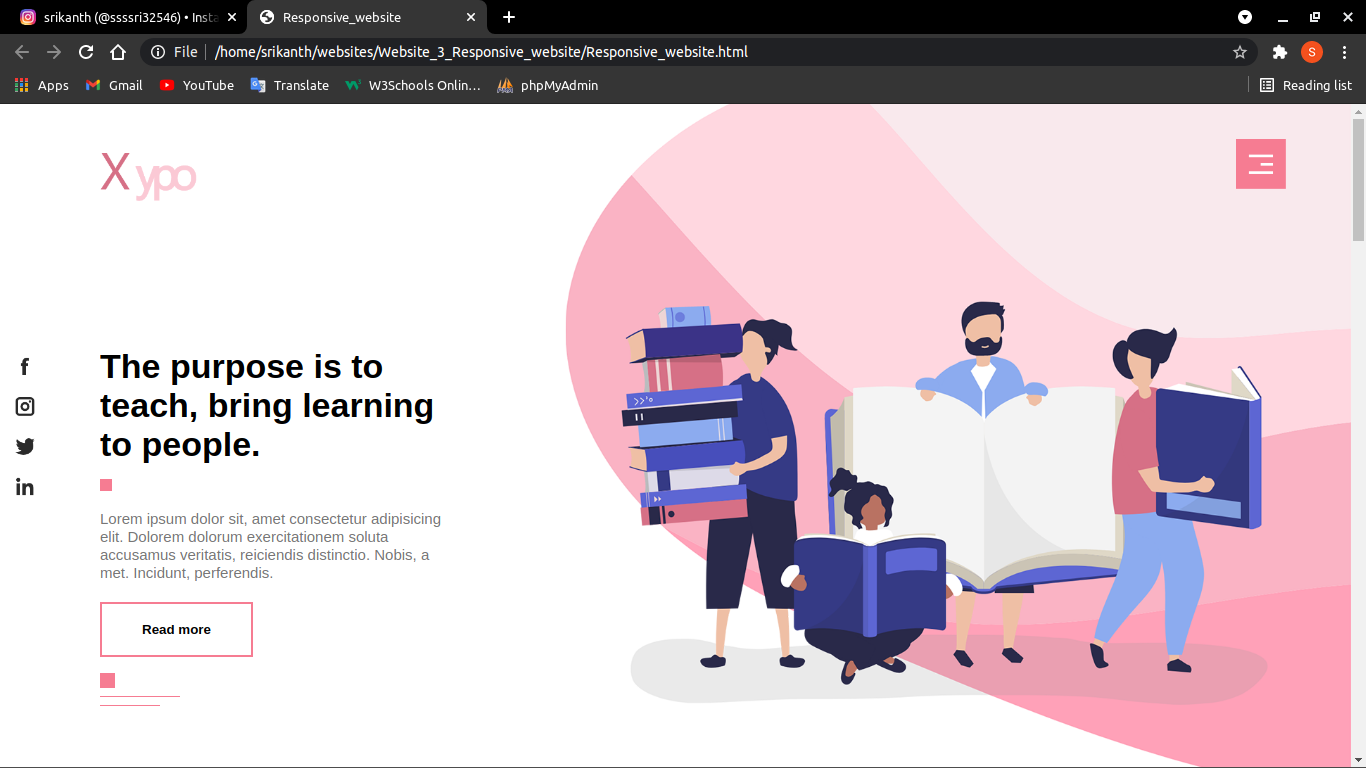 srikanth (@ssssri32546) • Insta
Responsive_website
File /home/srikanth/websites/Website_3_Responsive_website/Responsive_website.html
S
Apps Gmail YouTube Translate W3Schools Onlin… phpMyAdmin Reading list
X ypo
The purpose is to
teach, bring learning
to people.
Lorem ipsum dolor sit, amet consectetur adipisicing
elit. Dolorem dolorum exercitationem soluta
accusamus veritatis, reiciendis distinctio. Nobis, a
met. Incidunt, perferendis.
Read more